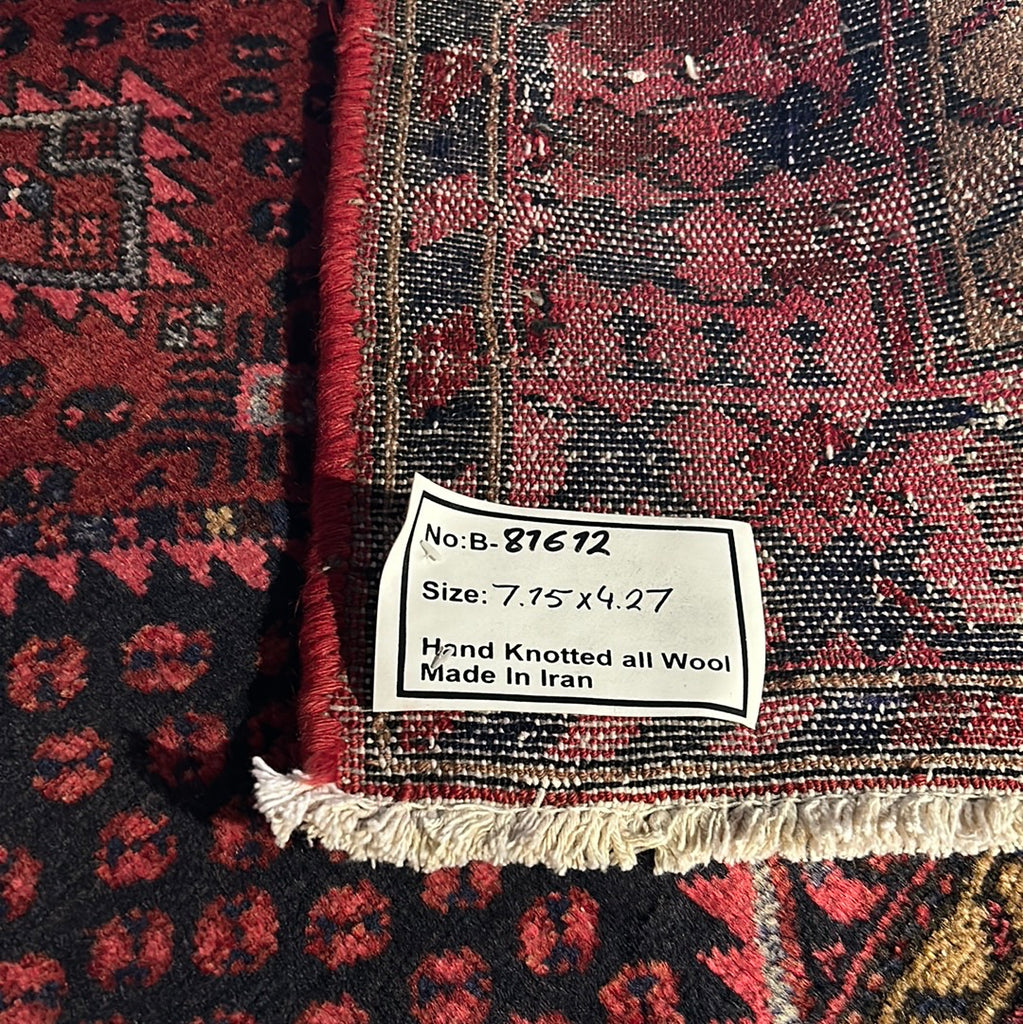 No:B-81612
Size: 7.15x4.27
Hand Knotted all Wool
Made In Iran